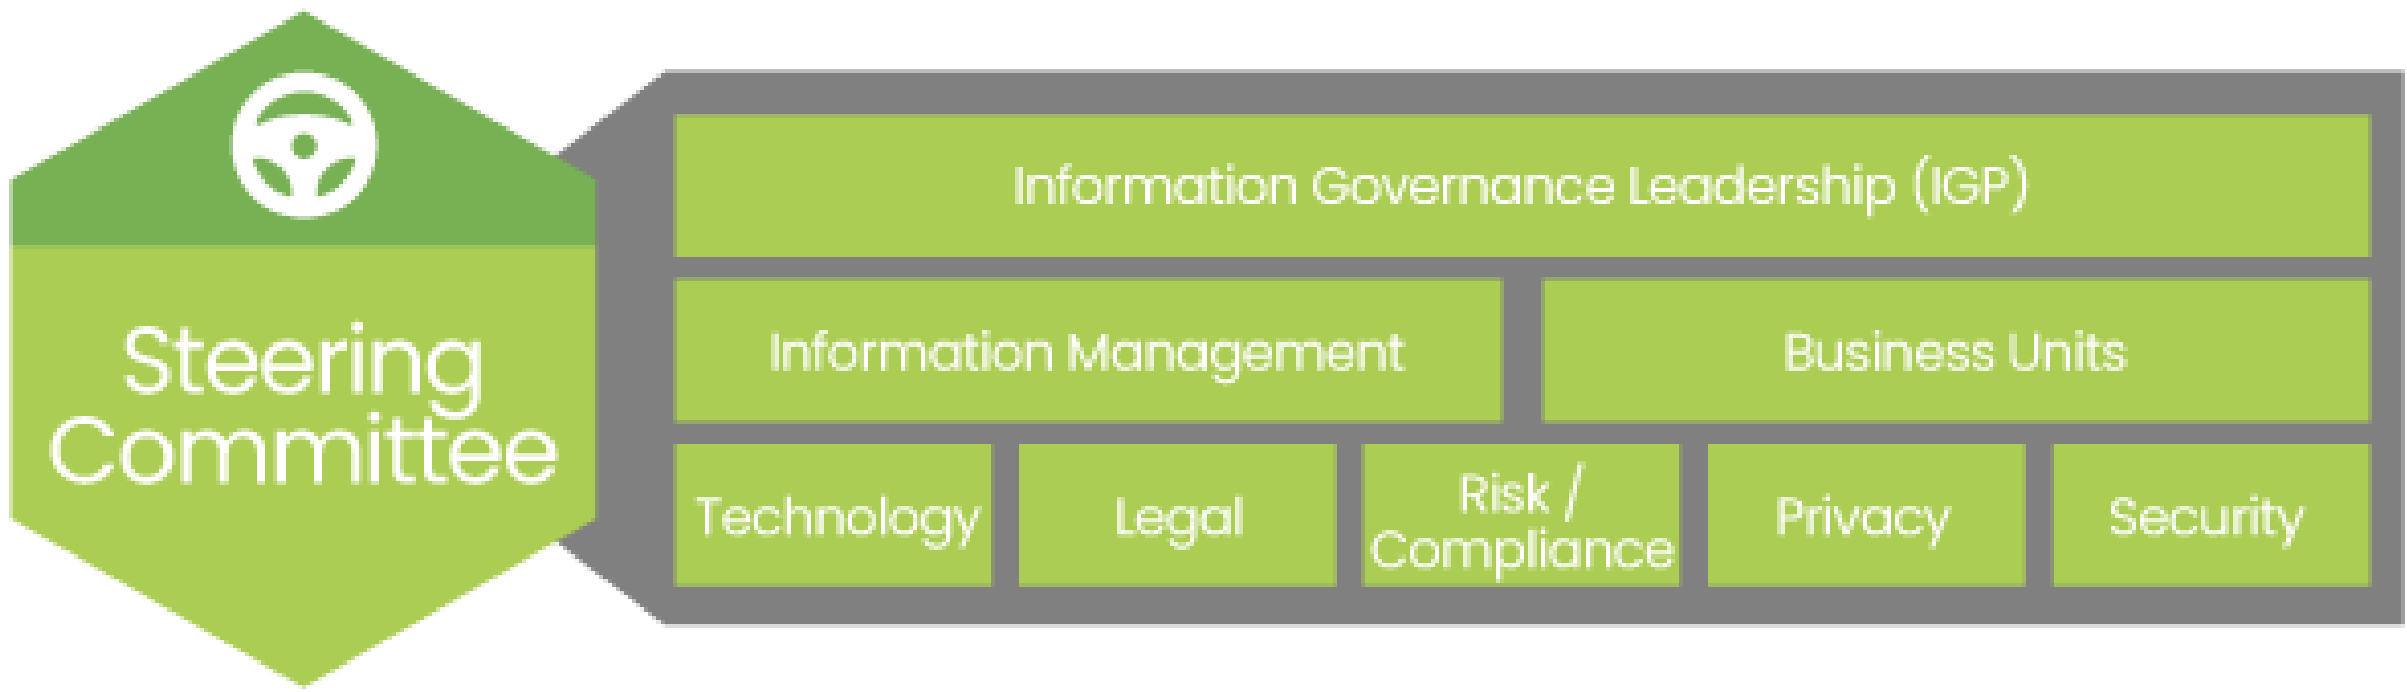 Steering
Committee
Information Governance Leadership (IGP)
Information Management
Business Units
Technology
Legal
Risk /
Compliance
Privacy
Security